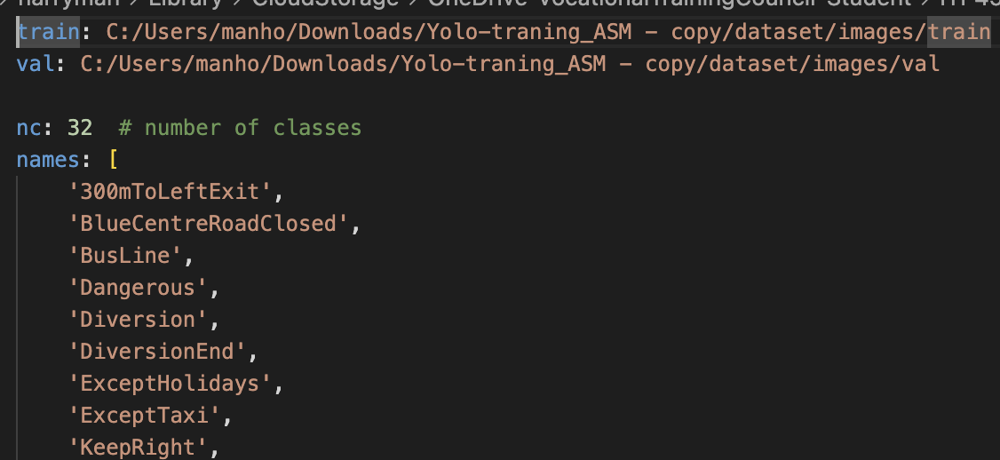 harryman > Library > CloudStorage > OneDrive-VocationalTrainingCouncil-Student
train: C:/Users/manho/Downloads/Yolo-traning_ASM – copy/dataset/images/train
val: C:/Users/manho/Downloads/Yolo-traning_ASM – copy/dataset/images/val
nc: 32  # number of classes
names: [
'300mToLeftExit',
'BlueCentreRoadClosed',
'BusLine',
'Dangerous',
'Diversion',
'DiversionEnd',
'ExceptHolidays',
'ExceptTaxi',
'KeepRight',